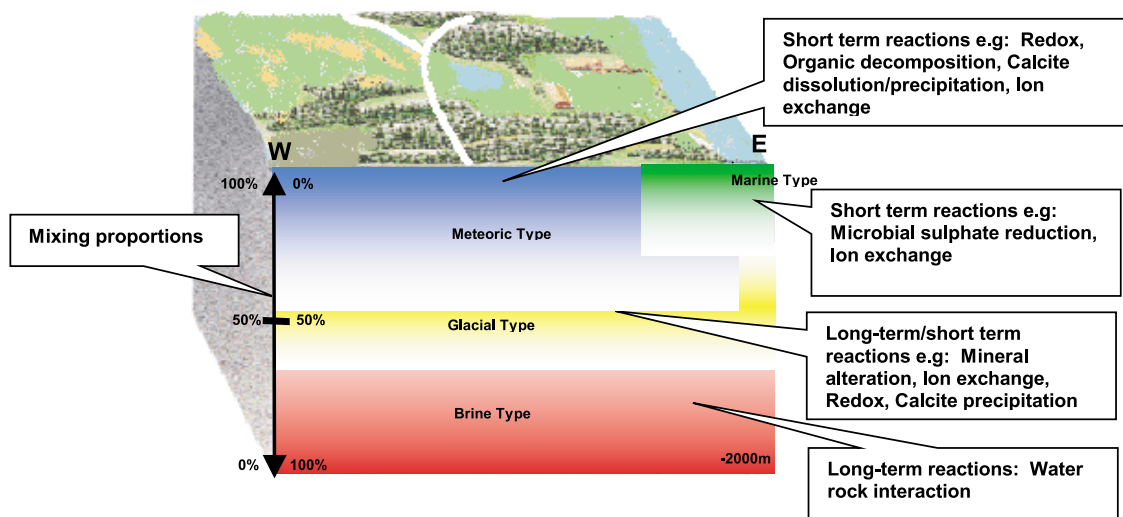 Short term reactions e.g:  Redox,
Organic decomposition, Calcite
dissolution/precipitation, Ion
exchange
W
E
100%
0%
Marine Type
Mixing proportions
Meteoric Type
Short term reactions e.g:
Microbial sulphate reduction,
Ion exchange
50%
50%
Glacial Type
Long-term/short term
reactions e.g:  Mineral
alteration, Ion exchange,
Redox, Calcite precipitation
Brine Type
0%
100%
-2000m
Long-term reactions:  Water
rock interaction